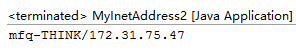 <terminated> MyInetAddress2 [Java Application]
mfq-THINK/172.31.75.47